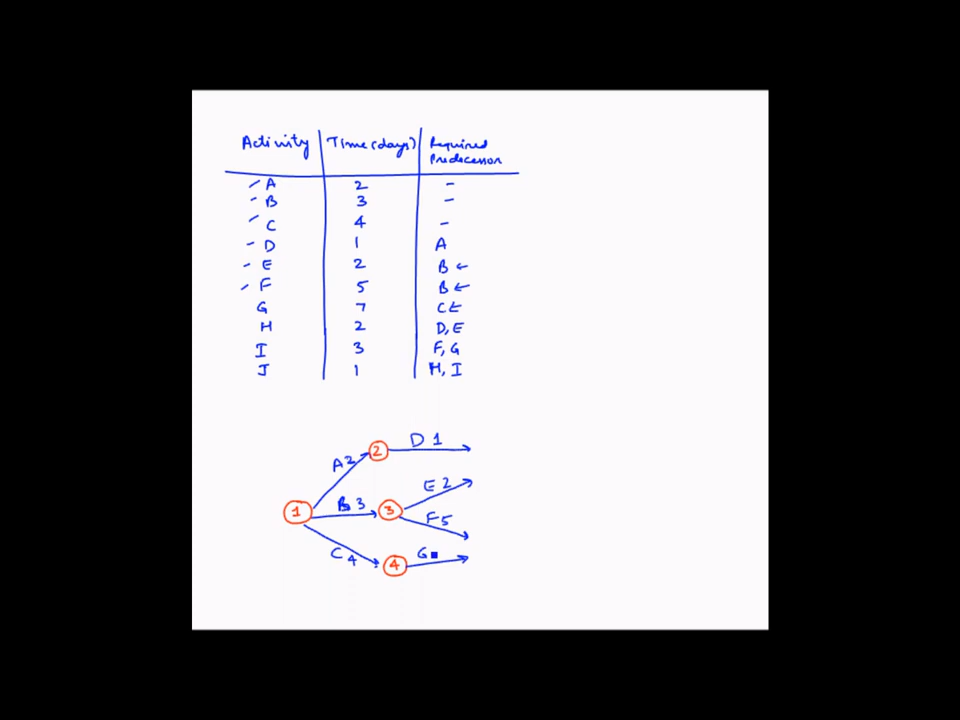 Activity Time (days) Required Predecessor
A 2 -
B 3 -
C 4 -
D 1 A
E 2 B ←
F 5 B ←
G 7 C ←
H 2 D, E
I 3 F, G
J 1 H, I
D 1
2
A 2
E 2
B 3
1
3
F 5
C 4
G
4